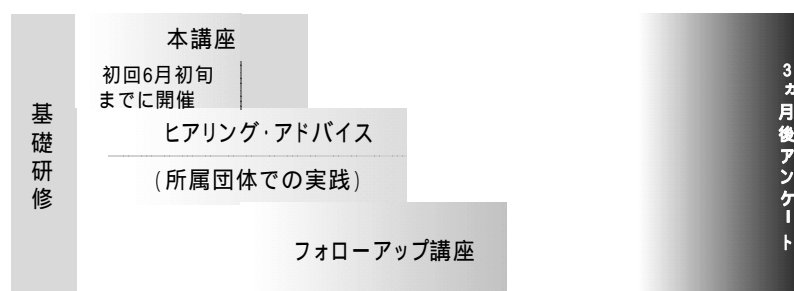 基礎研修
本講座
初回6月初旬
までに開催
ヒアリング・アドバイス
(所属団体での実践)
フォローアップ講座
3ヵ月後アンケート